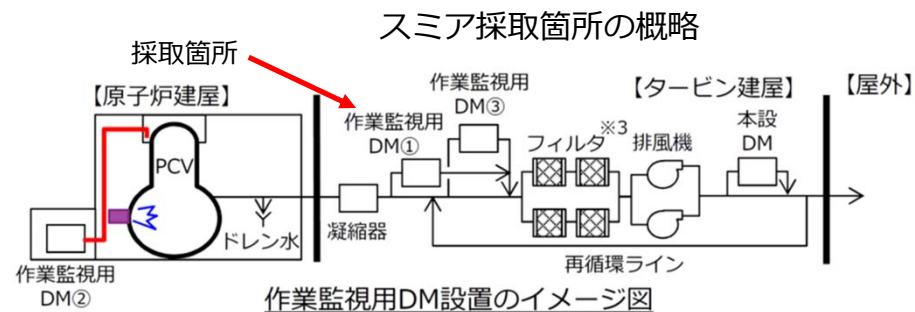 スミア採取箇所の概略
採取箇所
【原子炉建屋】
作業監視用
DM①
作業監視用
DM③
【タービン建屋】
【屋外】
フィルタ※3
排風機
本設
DM
PCV
ドレン水
凝縮器
再循環ライン
作業監視用
DM②
作業監視用DM設置のイメージ図